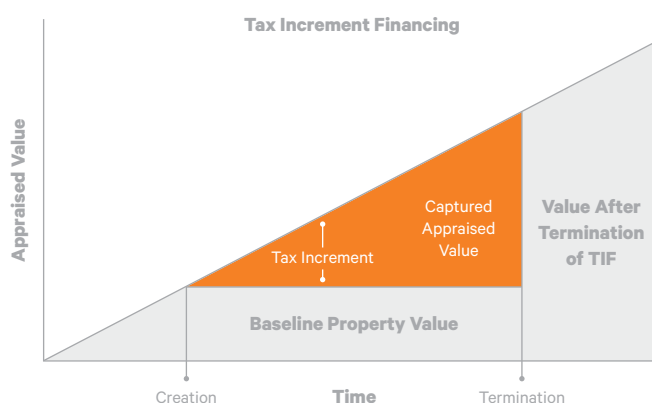 Tax Increment Financing
Appraised Value
Captured
Appraised
Value
Tax Increment
Value After
Termination
of TIF
Baseline Property Value
Creation
Time
Termination